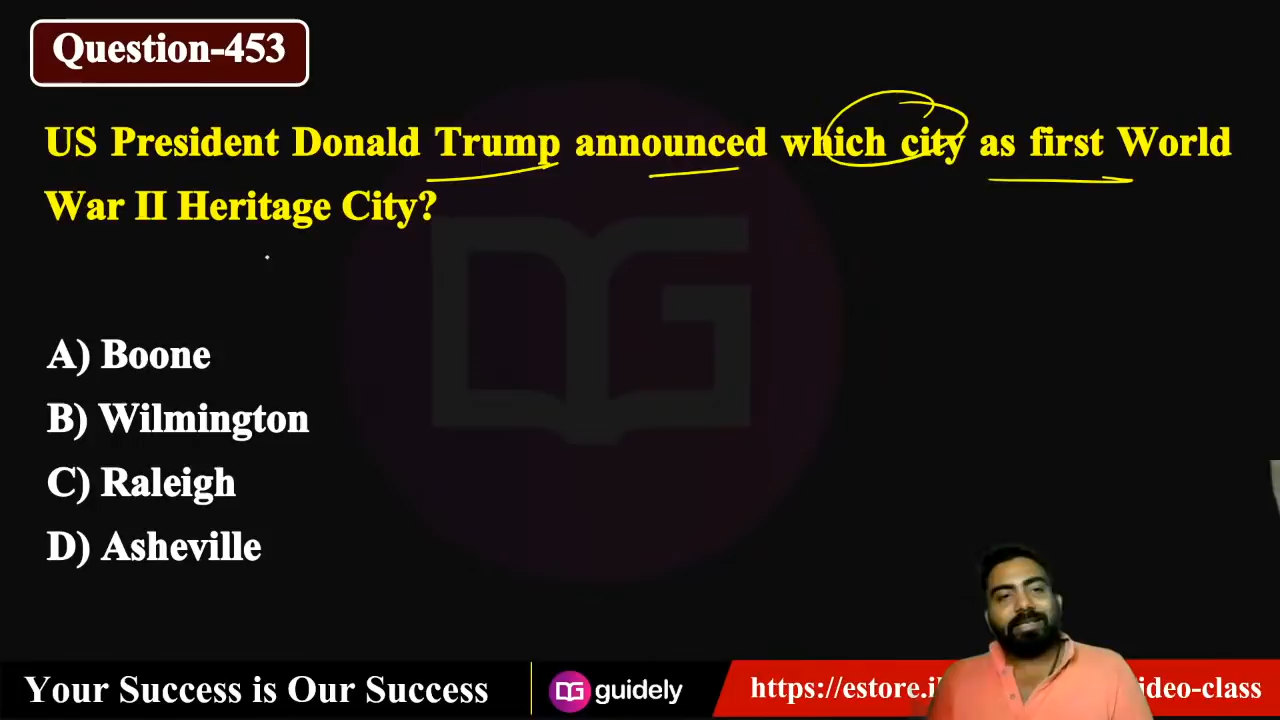 Question-453
US President Donald Trump announced which city as first World
War II Heritage City?
A) Boone
B) Wilmington
C) Raleigh
D) Asheville
Your Success is Our Success
DG guidely
https://estore.i
ideo-class